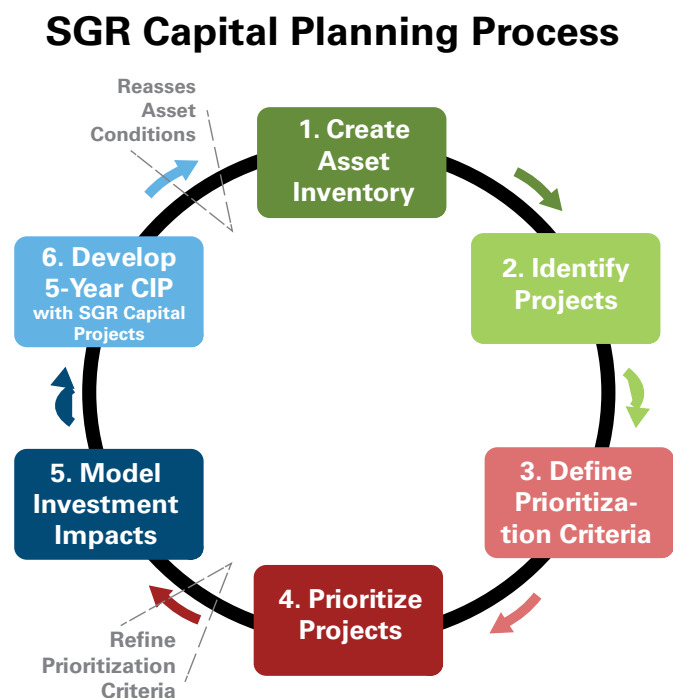 SGR Capital Planning Process
Reasses
Asset
Conditions
1. Create
Asset
Inventory
2. Identify
Projects
3. Define
Prioritiza-
tion Criteria
4. Prioritize
Projects
Refine
Prioritization
Criteria
5. Model
Investment
Impacts
6. Develop
5-Year CIP
with SGR Capital
Projects